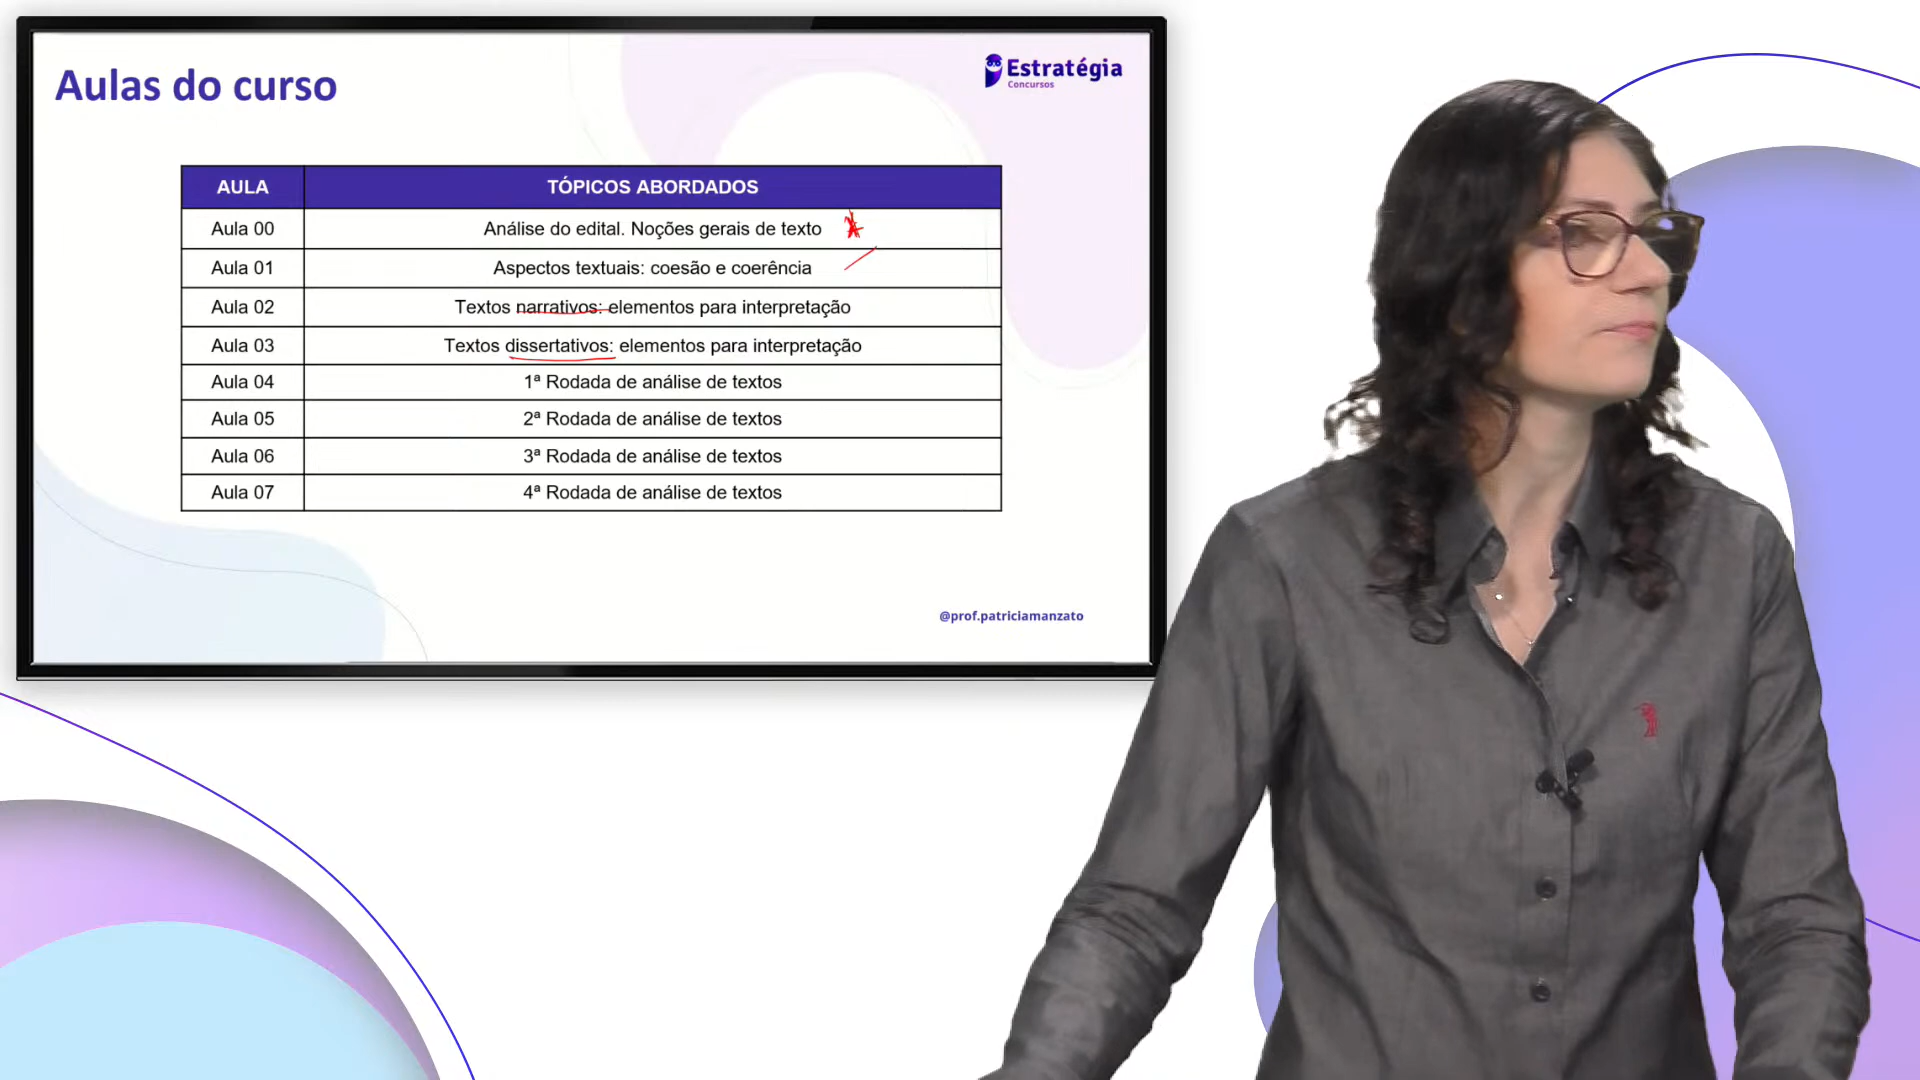 Aulas do curso
Estratégia
Concursos
AULA TÓPICOS ABORDADOS
Aula 00 Análise do edital. Noções gerais de texto
Aula 01 Aspectos textuais: coesão e coerência
Aula 02 Textos narrativos: elementos para interpretação
Aula 03 Textos dissertativos: elementos para interpretação
Aula 04 1ª Rodada de análise de textos
Aula 05 2ª Rodada de análise de textos
Aula 06 3ª Rodada de análise de textos
Aula 07 4ª Rodada de análise de textos
@prof.patriciamanzato